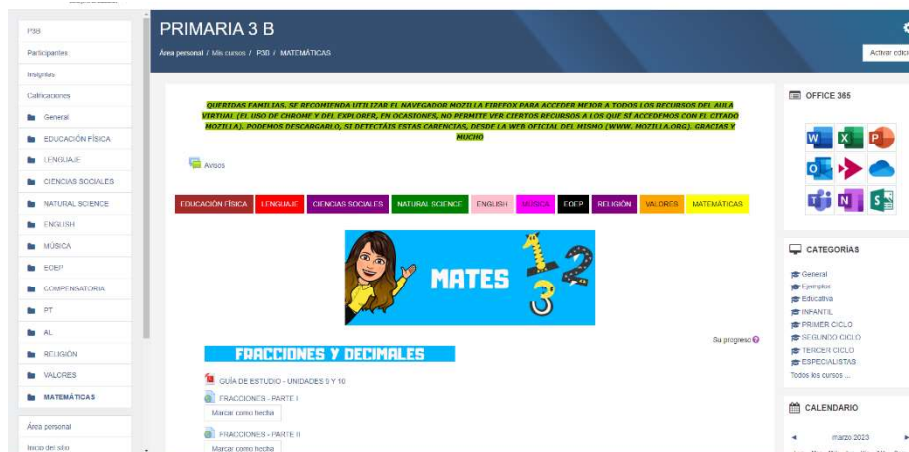 P3B
Participantes
Insignias
Calificaciones
General
EDUCACIÓN FÍSICA
LENGUAJE
CIENCIAS SOCIALES
NATURAL SCIENCE
ENGLISH
MÚSICA
EOEP
COMPENSATORIA
PT
AL
RELIGIÓN
VALORES
MATEMÁTICAS
Área personal
Inicio del sitio
PRIMARIA 3 B
Área personal / Mis cursos / P3B / MATEMÁTICAS
Activar edici
QUERIDAS FAMILIAS. SE RECOMIENDA UTILIZAR EL NAVEGADOR MOZILLA FIREFOX PARA ACCEDER MEJOR A TODOS LOS RECURSOS DEL AULA
VIRTUAL (EL USO DE CHROME Y DEL EXPLORER, EN OCASIONES, NO PERMITE VER CIERTOS RECURSOS A LOS QUE SÍ ACCEDEMOS CON EL CITADO
MOZILLA). PODEMOS DESCARGARLO, SI DETECTÁIS ESTAS CARENCIAS, DESDE LA WEB OFICIAL DEL MISMO (WWW. MOZILLA.ORG). GRACIAS Y
MUCHO
Avisos
EDUCACIÓN FÍSICA LENGUAJE CIENCIAS SOCIALES NATURAL SCIENCE ENGLISH MÚSICA EOEP RELIGIÓN VALORES MATEMÁTICAS
MATES 1 2 3
Su progreso
FRACCIONES Y DECIMALES
GUÍA DE ESTUDIO - UNIDADES 9 Y 10
FRACCIONES - PARTE I
Marcar como hecha
FRACCIONES - PARTE II
Marcar como hecha
OFFICE 365
W X P
N S
CATEGORÍAS
General
Ejemplos
Educativa
INFANTIL
PRIMER CICLO
SEGUNDO CICLO
TERCER CICLO
ESPECIALISTAS
Todos los cursos ...
CALENDARIO
marzo 2023